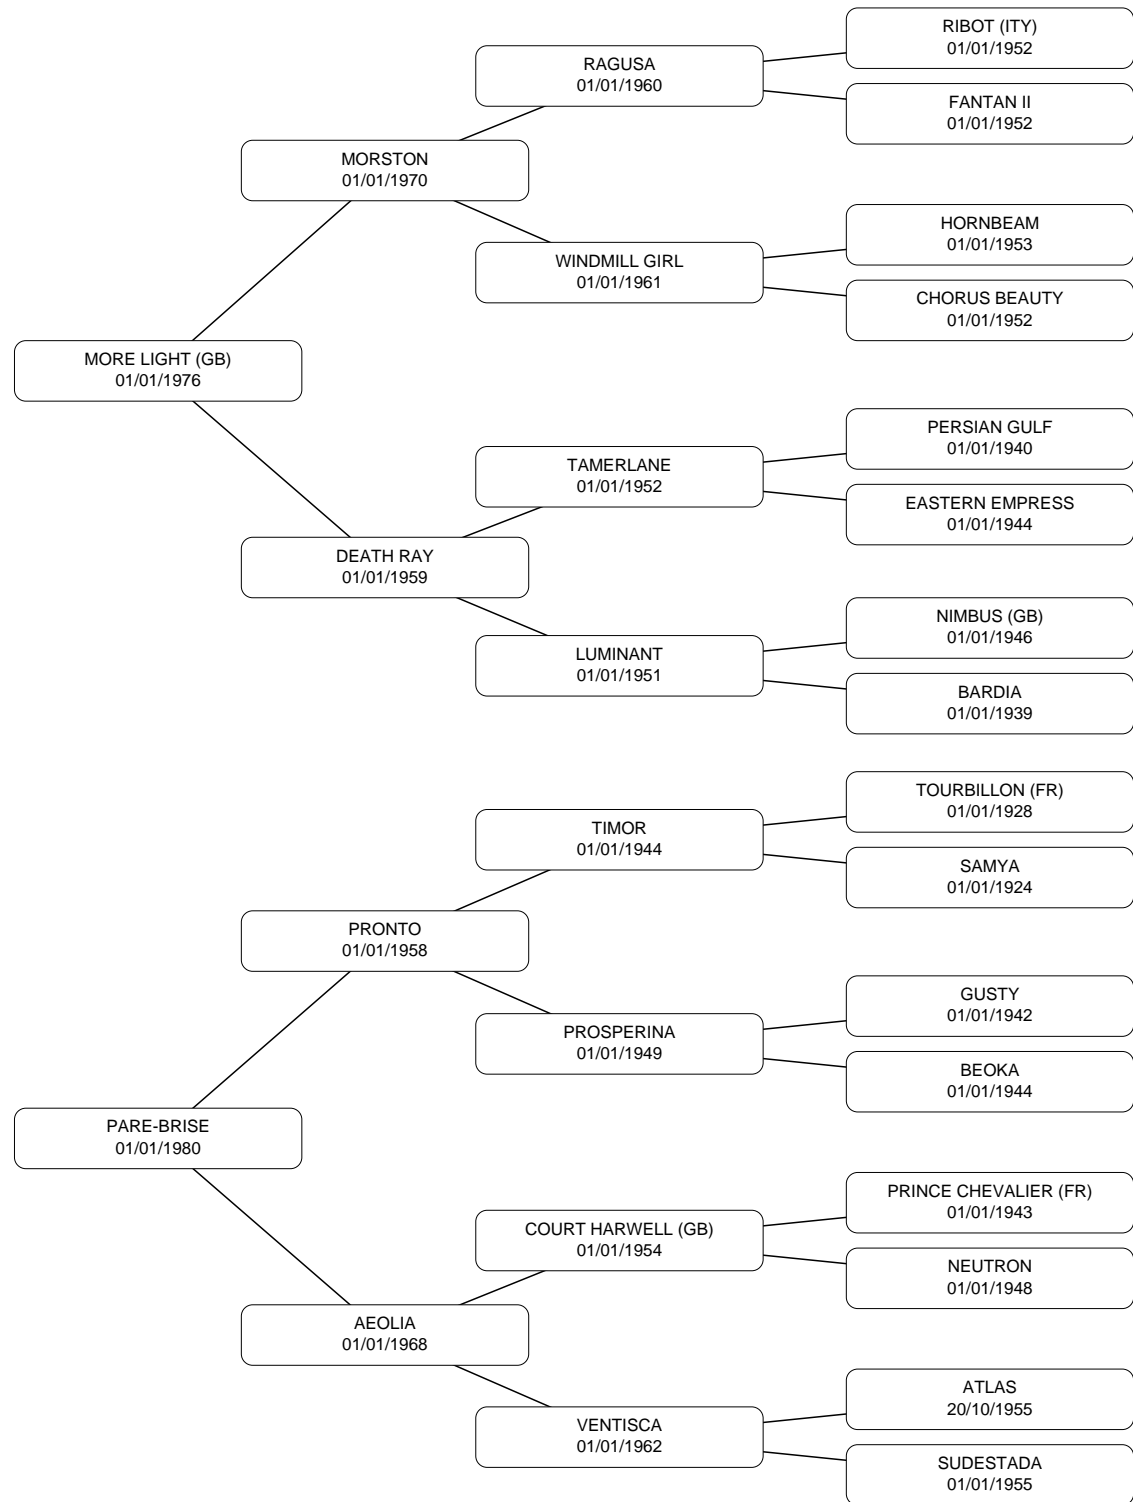 RIBOT (ITY)
01/01/1952
RAGUSA
01/01/1960
FANTAN II
01/01/1952
MORSTON
01/01/1970
HORNBEAM
01/01/1953
WINDMILL GIRL
01/01/1961
CHORUS BEAUTY
01/01/1952
MORE LIGHT (GB)
01/01/1976
PERSIAN GULF
01/01/1940
TAMERLANE
01/01/1952
EASTERN EMPRESS
01/01/1944
DEATH RAY
01/01/1959
NIMBUS (GB)
01/01/1946
LUMINANT
01/01/1951
BARDIA
01/01/1939
TOURBILLON (FR)
01/01/1928
TIMOR
01/01/1944
SAMYA
01/01/1924
PRONTO
01/01/1958
GUSTY
01/01/1942
PROSPERINA
01/01/1949
BEOKA
01/01/1944
PARE-BRISE
01/01/1980
PRINCE CHEVALIER (FR)
01/01/1943
COURT HARWELL (GB)
01/01/1954
NEUTRON
01/01/1948
AEOLIA
01/01/1968
ATLAS
20/10/1955
VENTISCA
01/01/1962
SUDESTADA
01/01/1955